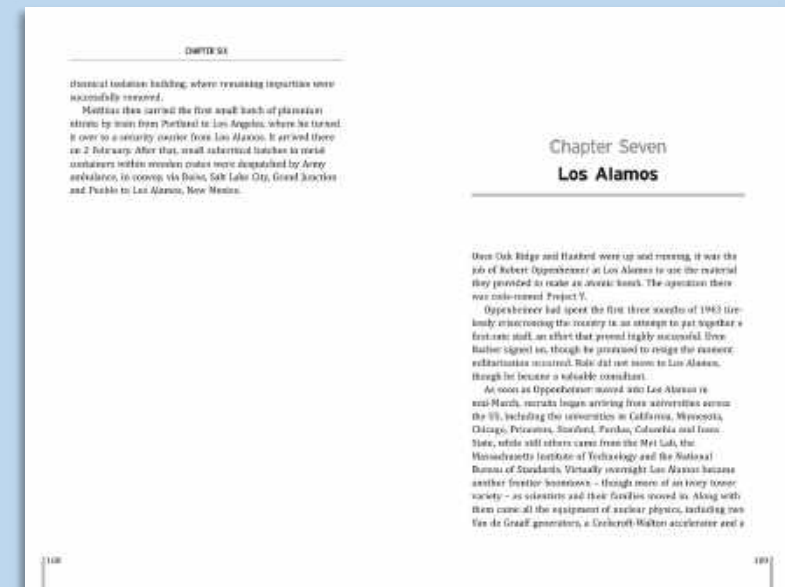 CHAPTER SIX
chemical isolation building, where remaining impurities were
successfully removed.
Matthias then carried the first small batch of plutonium
nitrate by train from Portland to Los Angeles, where he turned
it over to a security courier from Los Alamos. It arrived there
on 2 February. After that, small subcritical batches in metal
containers within wooden crates were despatched by Army
ambulance, in convoy, via Boise, Salt Lake City, Grand Junction
and Pueblo to Los Alamos, New Mexico.
Chapter Seven
Los Alamos
Once Oak Ridge and Hanford were up and running, it was the
job of Robert Oppenheimer at Los Alamos to use the material
they provided to make an atomic bomb. The operation there
was code-named Project Y.
Oppenheimer had spent the first three months of 1943 tire-
lessly crisscrossing the country in an attempt to put together a
first-rate staff, an effort that proved highly successful. Even
Bacher signed on, though he promised to resign the moment
militarization occurred. Rabi did not move to Los Alamos,
though he became a valuable consultant.
As soon as Oppenheimer moved into Los Alamos in
mid-March, recruits began arriving from universities across
the US, including the universities in California, Minnesota,
Chicago, Princeton, Stanford, Purdue, Columbia and Iowa
State, while still others came from the Met Lab, the
Massachusetts Institute of Technology and the National
Bureau of Standards. Virtually overnight Los Alamos became
another frontier boomtown – though more of an ivory tower
variety – as scientists and their families moved in. Along with
them came all the equipment of nuclear physics, including two
Van de Graaff generators, a Cockcroft-Walton accelerator and a
108
109